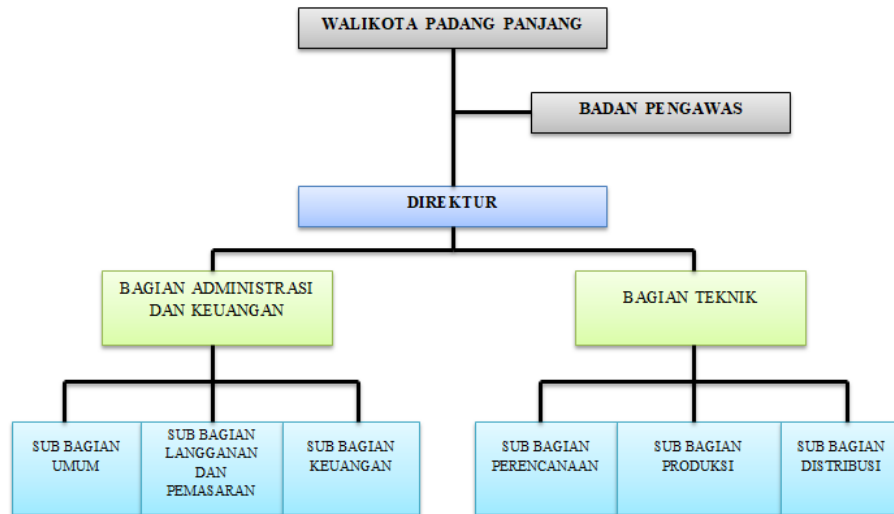 WALIKOTA PADANG PANJANG
BADAN PENGAWAS
DIREKTUR
BAGIAN ADMINISTRASI
DAN KEUANGAN
BAGIAN TEKNIK
SUB BAGIAN
UMUM
SUB BAGIAN
LANGGANAN
DAN
PEMASARAN
SUB BAGIAN
KEUANGAN
SUB BAGIAN
PERENCANAAN
SUB BAGIAN
PRODUKSI
SUB BAGIAN
DISTRIBUSI